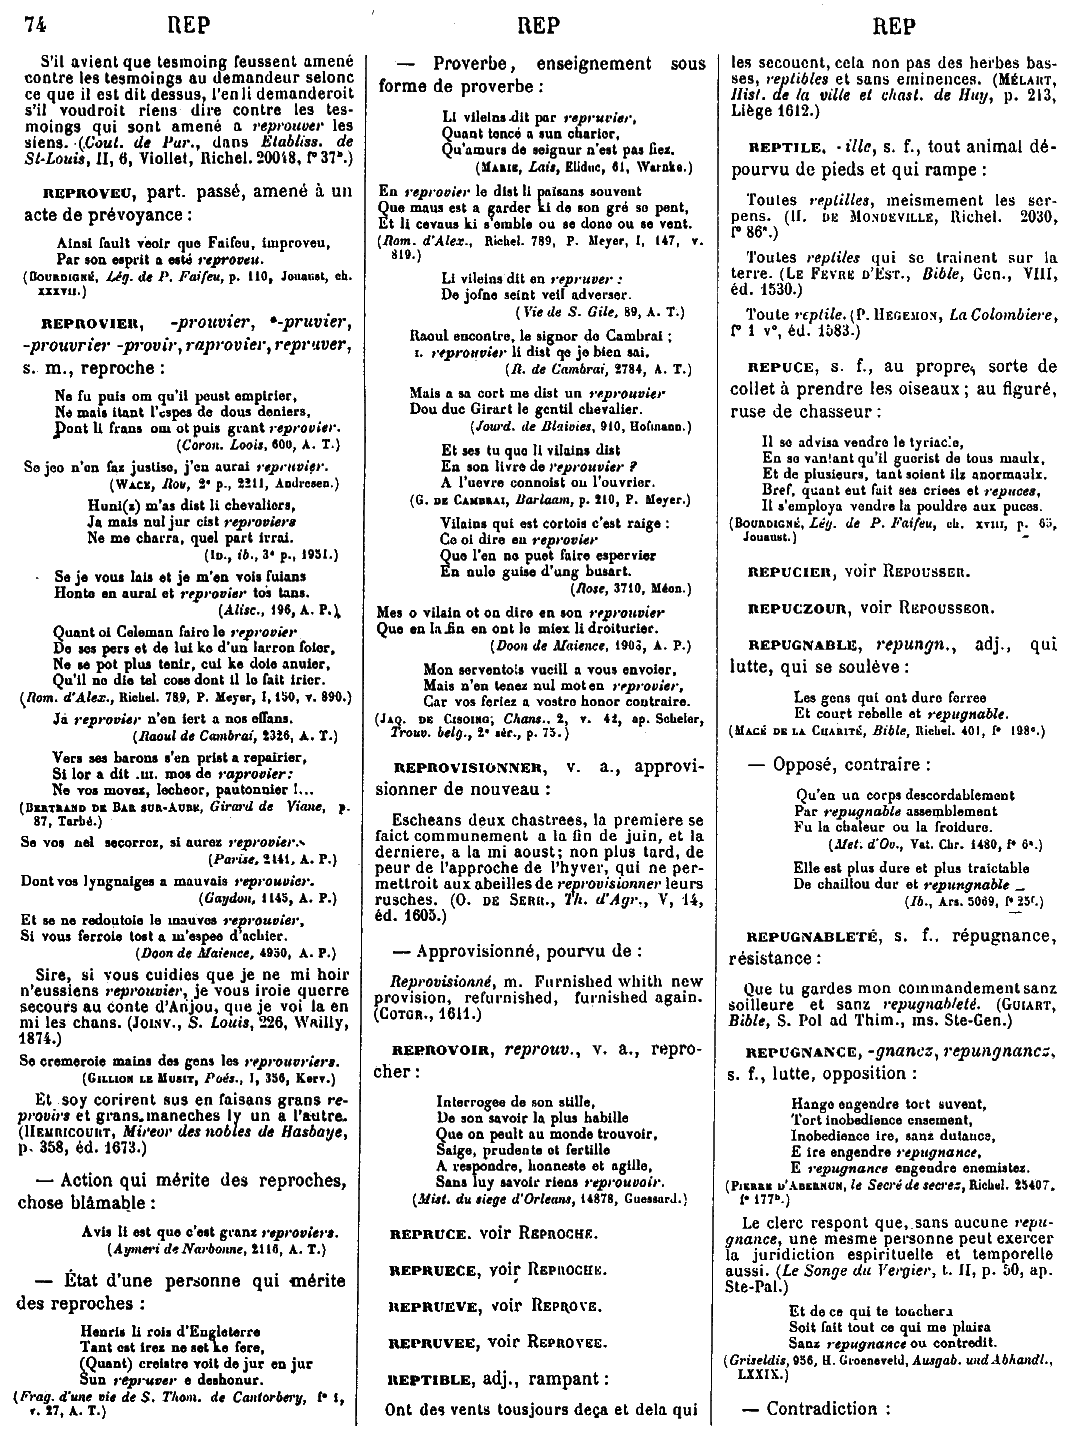 74 REP REP REP
S'il avient que tesmoing feussent amené
contre les tesmoings au demandeur selonc
ce que il est dit dessus, l'en li demanderoit
s'il voudroit riens dire contre les tes-
moings qui sont amené a reprouver les
siens. (Cout. de Par., dans Etabliss. de
St-Louis, II, 6, Viollet, Richel. 20048, f° 37ª.)
REPROVEU, part. passé, amené à un
acte de prévoyance :
Ainsi fault veoir que Faifeu, improveu,
Par son esprit a esté reproveu.
(BOURDIGNÉ, Lég. de P. Faifeu, p. 110, Jouaust, ch.
XXXVII.)
REPROVIER, -prouvier, *-pruvier,
-prouvrier -provir, raprovier, repruver,
s. m., reproche :
Ne fu puis om qu'il peust empirier,
Ne mais itant l'espes de dous deniers,
Dont li frans om ot puis grant reprovier.
(Coron. Loois, 600, A. T.)
Se jeo n'en faz justise, j'en aurai repruvier.
(WACE, Rou, 2e p., 2211, Andresen.)
Huni(z) m'as dist li chevaliers,
Ja mais nul jur cist reproviers
Ne me charra, quel part irrai.
(ID., ib., 3e p., 1951.)
Se je vous lais et je m'en vois fuians
Honte en aurai et reprovier tos tans.
(Alisc., 196, A. P.)
Quant oi Celeman faire le reprovier
De ses pers et de lui ke d'un larron foler,
Ne se pot plus tenir, cui ke doie anuier,
Qu'il ne die tel cose dont il le fait irier.
(Rom. d'Alex., Richel. 789, P. Meyer, I, 150, v. 890.)
Ja reprovier n'en iert a nos effans.
(Raoul de Cambrai, 2326, A. T.)
Vers ses barons s'en prist a repairier,
Si lor a dit .III. mos de raprovier:
Ne vos movez, lecheor, pautonnier !...
(BERTRAND DE BAR SUR-AUBE, Girard de Viane, p.
87, Tarbé.)
Se vos nel secorroz, si aurez reprovier.
(Parise, 2141, A. P.)
Dont vos lyngnaiges a mauvais reprouvier.
(Gaydon, 1145, A. P.)
Et se ne redoutoie le mauves reprouvier,
Si vous ferroie tost a m'espee d'achier.
(Doon de Maience, 4950, A. P.)
Sire, si vous cuidies que je ne mi hoir
n'eussiens reprouvier, je vous iroie querre
secours au conte d'Anjou, que je voi la en
mi les chans. (JOINV., S. Louis, 226, Wailly,
1874.)
Se cremeroie mains des gens les reprouvriers.
(GILLION LE MUSIT, Poés., I, 356, Kerv.)
Et soy corirent sus en faisans grans re-
provirs et grans maneches ly un a l'autre.
(HEMRICOURT, Mireor des nobles de Hasbaye,
p. 358, éd. 1673.)
— Action qui mérite des reproches,
chose blâmable :
Avis li est que c'est granz reproviers.
(Aymeri de Narbonne, 2116, A. T.)
— État d'une personne qui mérite
des reproches :
Henris li rois d'Engleterre
Tant est irez ne set ke fere,
(Quant) creistre voit de jur en jur
Sun repruver e deshonur.
(Frag. d'une vie de S. Thom. de Cantorbery, f° 1,
v. 27, A. T.)
— Proverbe, enseignement sous
forme de proverbe :
Li vileins dit par repruvier,
Quant tencé a sun charier,
Qu'amurs de seignur n'est pas fiez.
(MARIE, Lais, Eliduc, 61, Warnke.)
En reprovier le dist li paisans souvent
Que maus est a garder ki de son gré se pent,
Et li cevaus ki s'emble ou se done ou se vent.
(Rom. d'Alex., Richel. 789, P. Meyer, I, 147, v.
819.)
Li vileins dit en repruver :
De jofne seint veil adverser.
(Vie de S. Gile, 89, A. T.)
Raoul encontre, le signor de Cambrai ;
I. reprouvier li dist qe je bien sai.
(R. de Cambrai, 2784, A. T.)
Mais a sa cort me dist un reprouvier
Dou duc Girart le gentil chevalier.
(Jourd. de Blaivies, 910, Hofmann.)
Et ses tu que li vilains dist
En son livre de reprouvier ?
A l'uevre connoist on l'ouvrier.
(G. DE CAMBRAI, Barlaam, p. 210, P. Meyer.)
Vilains qui est cortois c'est raige :
Ce oi dire en reprovier
Que l'en ne puet faire espervier
En nule guise d'ung busart.
(Rose, 3710, Méon.)
Mes o vilain ot on dire en son reprouvier
Que en la fin en ont le miex li droiturier.
(Doon de Maience, 1903, A. P.)
Mon serventois vueill a vous envoier,
Mais n'en tenez nul mot en reprovier,
Car vos feriez a vostre honor contraire.
(JAQ. DE CISOING, Chans., 2, v. 42, ap. Scheler,
Trouv. belg., 2e sér., p. 75.)
REPROVISIONNER, v. a., approvi-
sionner de nouveau :
Escheans deux chastrees, la premiere se
faict communement a la fin de juin, et la
derniere, a la mi aoust; non plus tard, de
peur de l'approche de l'hyver, qui ne per-
mettroit aux abeilles de reprovisionner leurs
rusches. (O. DE SERR., Th. d'Agr., V, 14,
éd. 1605.)
— Approvisionné, pourvu de :
Reprovisionné, m. Furnished whith new
provision, refurnished, furnished again.
(COTGR., 1611.)
REPROVOIR, reprouv., v. a., repro-
cher :
Interrogee de son stille,
De son savoir la plus habille
Que on peult au monde trouvoir,
Saige, prudente et fertille
A respondre, honneste et agille,
Sans luy savoir riens reprouvoir.
(Mist. du siege d'Orleans, 14878, Guessard.)
REPRUCE. voir REPROCHE.
REPRUECE, voir REPROCHE.
REPRUEVE, voir REPROVE.
REPRUVEE, voir REPROVEE.
REPTIBLE, adj., rampant :
Ont des vents tousjours deça et dela qui
les secouent, cela non pas des herbes bas-
ses, reptibles et sans eminences. (MÉLART,
Hist. de la ville et chast. de Huy, p. 213,
Liège 1612.)
REPTILE, -ille, s. f., tout animal dé-
pourvu de pieds et qui rampe :
Toutes reptilles, meismement les ser-
pens. (H. DE MONDEVILLE, Richel. 2030,
f° 86ª.)
Toutes reptiles qui se trainent sur la
terre. (LE FEVRE D'EST., Bible, Gen., VIII,
éd. 1530.)
Toute reptile. (P. HEGEMON, La Colombiere,
f° 1 v°, éd. 1583.)
REPUCE, s. f., au propre, sorte de
collet à prendre les oiseaux ; au figuré,
ruse de chasseur :
Il se advisa vendre le tyriacle,
En se vantant qu'il guerist de tous maulx,
Et de plusieurs, tant soient ilz anormaulx.
Bref, quant eut fait ses criees et repuces,
Il s'employa vendre la pouldre aux puces.
(BOURDIGNÉ, Lég. de P. Faifeu, ch. XVIII, p. 65,
Jouaust.)
REPUCIER, voir REPOUSSER.
REPUCZOUR, voir REPOUSSEOR.
REPUGNABLE, repungn., adj., qui
lutte, qui se soulève :
Les gens qui ont dure ferree
Et court rebelle et repugnable.
(MACÉ DE LA CHARITÉ, Bible, Richel. 401, f° 198ª.)
— Opposé, contraire :
Qu'en un corps descordablement
Par repugnable assemblement
Fu la chaleur ou la froidure.
(Met. d'Ov., Vat. Chr. 1480, f° 6ª.)
Elle est plus dure et plus traictable
De chaillou dur et repungnable
(Ib., Ars. 5069, f° 25f.)
REPUGNABLETÉ, s. f., répugnance,
résistance :
Que tu gardes mon commandement sanz
soilleure et sanz repugnableté. (GUIART,
Bible, S. Pol ad Thim., ms. Ste-Gen.)
REPUGNANCE, -gnancz, repungnancz,
s. f., lutte, opposition :
Hange engendre tort suvent,
Tort inobedience ensement,
Inobedience ire, sanz dutance,
E ire engendre repugnance,
E repugnance engendre enemistez.
(PIERRE D'ABERNUN, le Secré de secrez, Richel. 25407,
f° 177b.)
Le clerc respont que, sans aucune repu-
gnance, une mesme personne peut exercer
la juridiction espirituelle et temporelle
aussi. (Le Songe du Vergier, t. II, p. 50, ap.
Ste-Pal.)
Et de ce qui te touchera
Soit fait tout ce qui me plaira
Sanz repugnance ou contredit.
(Griseldis, 956, H. Groeneveld, Ausgab. und Abhandl.,
LXXIX.)
— Contradiction :